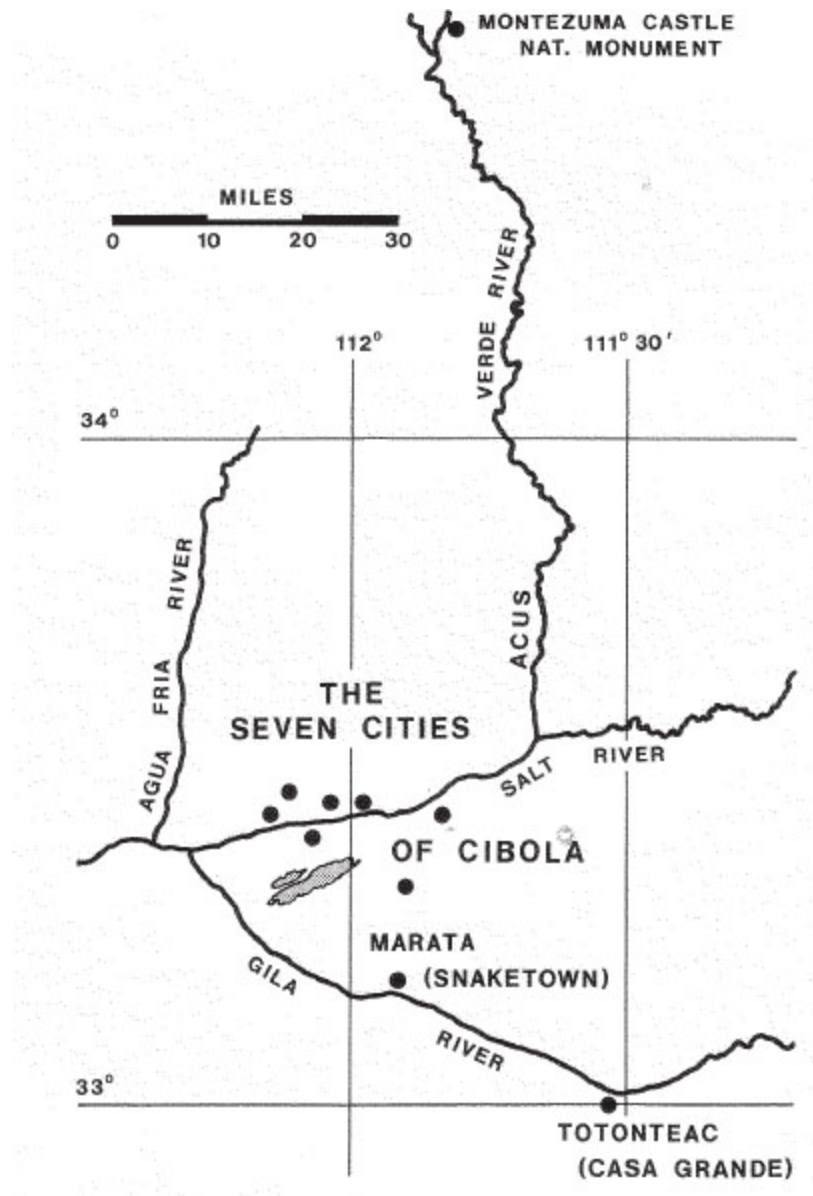 MONTEZUMA CASTLE
NAT. MONUMENT
MILES
0 10 20 30
VERDE RIVER
112° 111° 30′
34°
AGUA FRIA RIVER
ACUS
THE
SEVEN CITIES
SALT RIVER
OF CIBOLA
MARATA
(SNAKETOWN)
GILA RIVER
33°
TOTONTEAC
(CASA GRANDE)